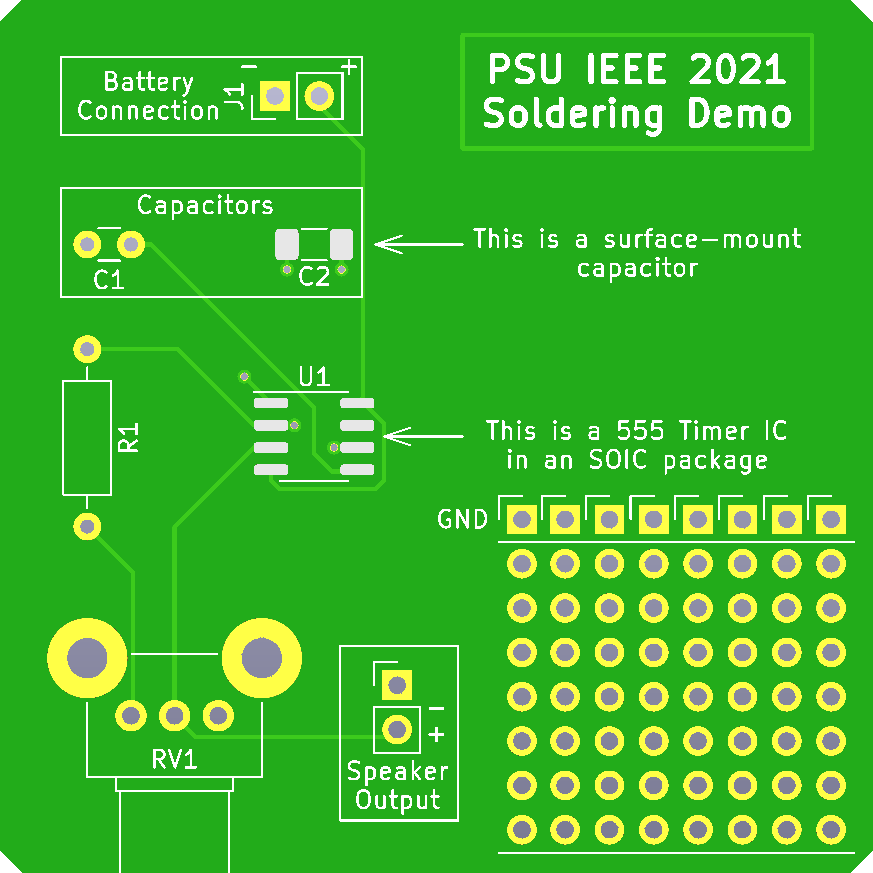 PSU IEEE 2021
Soldering Demo
− +
Battery
Connection
J1
Capacitors
C1
C2
This is a surface-mount
capacitor
U1
R1
This is a 555 Timer IC
in an SOIC package
GND
RV1
−
+
Speaker
Output